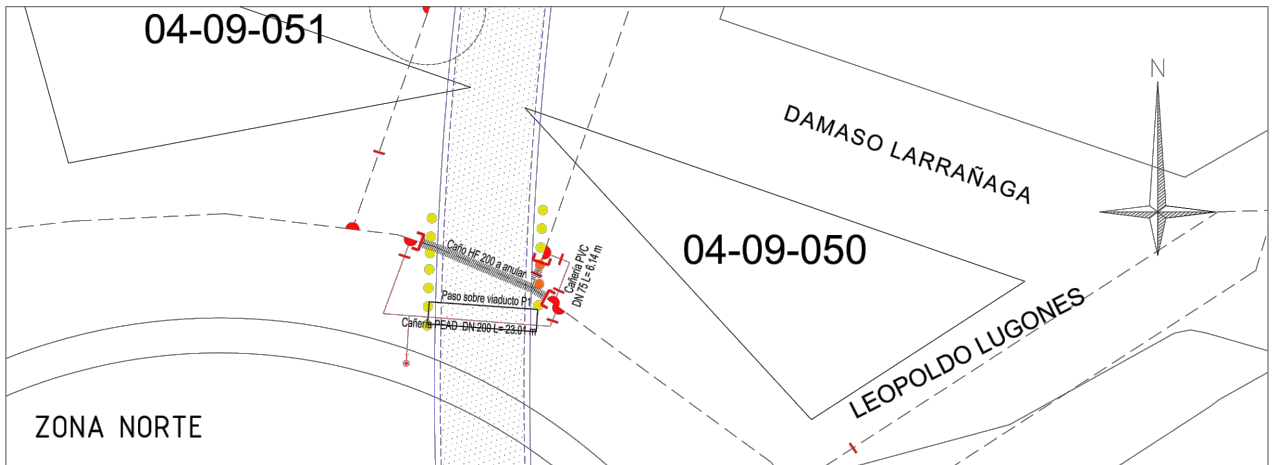 04-09-051
N
DAMASO LARRAÑAGA
Caño HF 200 a anular
04-09-050
Cañería PVC
DN 75 L= 6.14 m
Paso sobre viaducto P1
Cañería PEAD DN 200 L= 23.01 m
LEOPOLDO LUGONES
ZONA NORTE